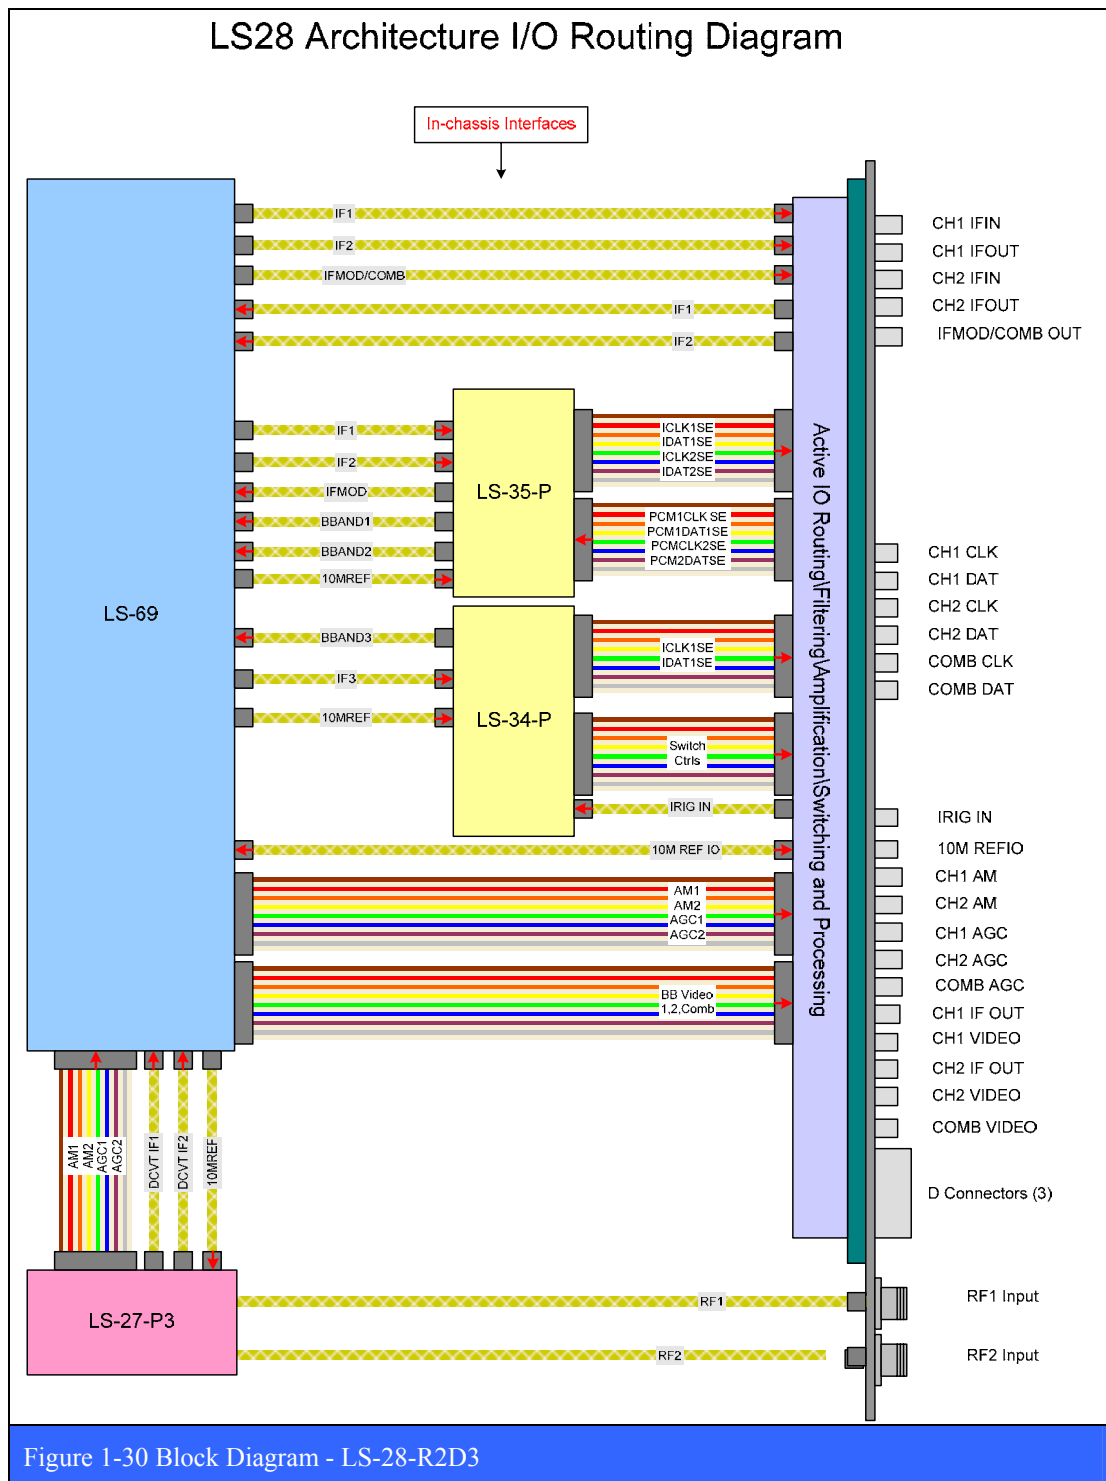 LS28 Architecture I/O Routing Diagram
In-chassis Interfaces
IF1
IF2
IFMOD/COMB
IF1
IF2
CH1 IFIN
CH1 IFOUT
CH2 IFIN
CH2 IFOUT
IFMOD/COMB OUT
LS-69
IF1
IF2
IFMOD
BBAND1
BBAND2
10MREF
LS-35-P
ICLK1SE
IDAT1SE
ICLK2SE
IDAT2SE
PCM1CLK SE
PCM1DAT1SE
PCMCLK2SE
PCM2DATSE
BBAND3
IF3
10MREF
LS-34-P
ICLK1SE
IDAT1SE
Switch
Ctrls
IRIG IN
10M REF IO
AM1
AM2
AGC1
AGC2
BB Video
1,2,Comb
Active IO Routing\Filtering\Amplification\Switching and Processing
CH1 CLK
CH1 DAT
CH2 CLK
CH2 DAT
COMB CLK
COMB DAT
IRIG IN
10M REFIO
CH1 AM
CH2 AM
CH1 AGC
CH2 AGC
COMB AGC
CH1 IF OUT
CH1 VIDEO
CH2 IF OUT
CH2 VIDEO
COMB VIDEO
D Connectors (3)
AM1
AM2
AGC1
AGC2
DCVT IF1
DCVT IF2
10MREF
LS-27-P3
RF1
RF1 Input
RF2
RF2 Input
Figure 1-30 Block Diagram - LS-28-R2D3